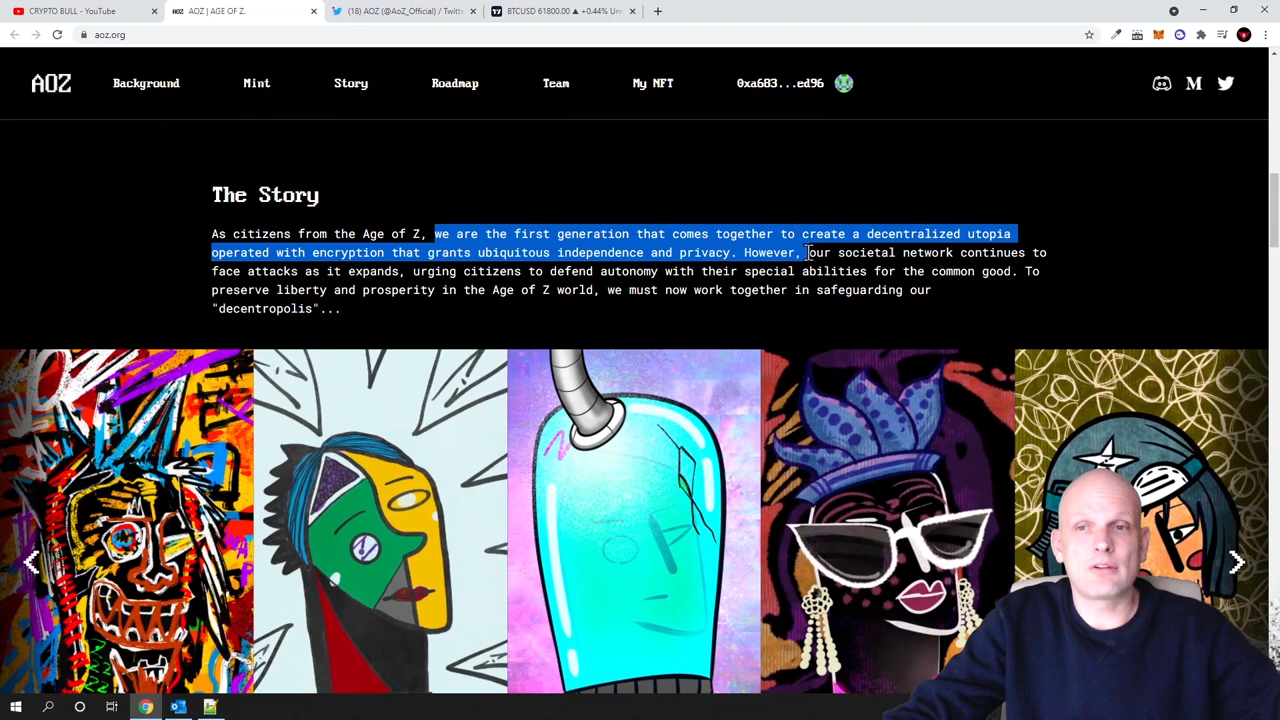 CRYPTO BULL - YouTube
AOZ | AGE OF Z.
(18) AOZ (@AoZ_Official) / Twitte
BTCUSD 61800.00 ▲ +0.44% Un
aoz.org
AOZ
Background
Mint
Story
Roadmap
Team
My NFT
0xa683...ed96
The Story
As citizens from the Age of Z, we are the first generation that comes together to create a decentralized utopia
operated with encryption that grants ubiquitous independence and privacy. However, our societal network continues to
face attacks as it expands, urging citizens to defend autonomy with their special abilities for the common good. To
preserve liberty and prosperity in the Age of Z world, we must now work together in safeguarding our
"decentropolis"...